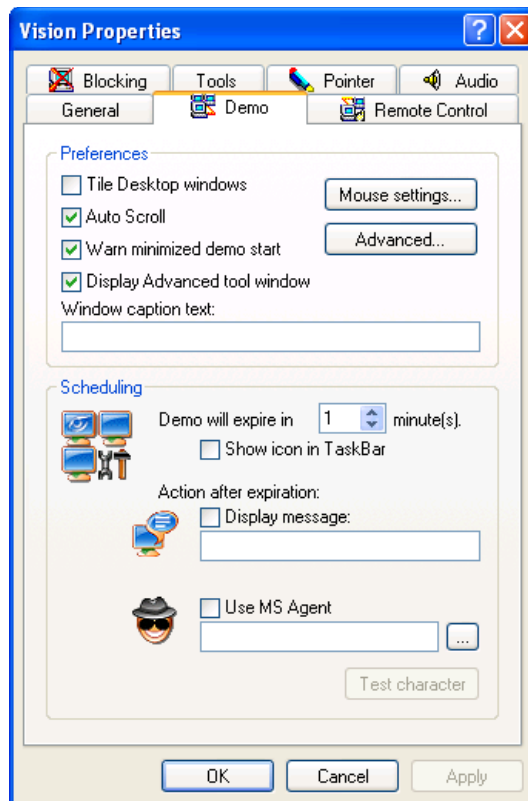 Vision Properties
Blocking Tools Pointer Audio
General Demo Remote Control
Preferences
Tile Desktop windows
Mouse settings...
Auto Scroll
Advanced...
Warn minimized demo start
Display Advanced tool window
Window caption text:
Scheduling
Demo will expire in 1 minute(s).
Show icon in TaskBar
Action after expiration:
Display message:
Use MS Agent
...
Test character
OK Cancel Apply